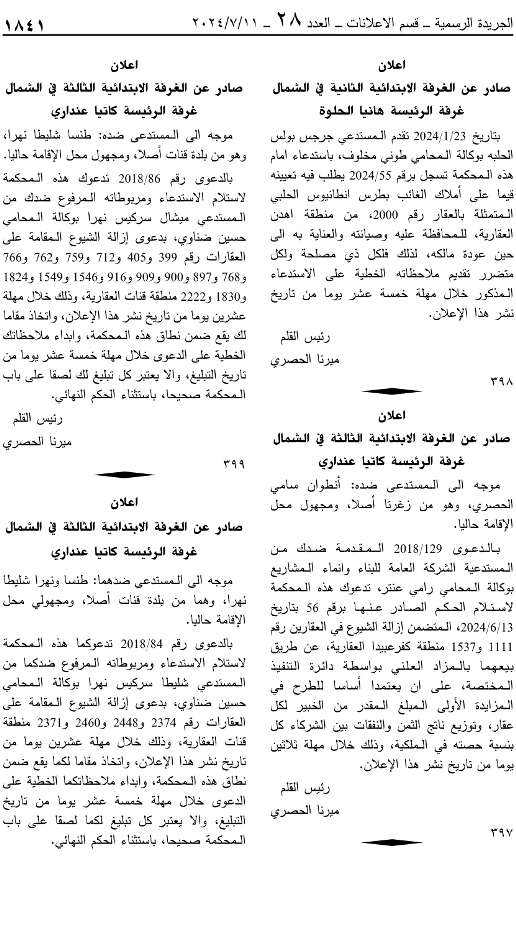 الجريدة الرسمية ــ قسم الاعلانات ــ العدد ٢٨ ــ ٢٠٢٤/٧/١١
١٨٤١
اعلان
صادر عن الغرفة الابتدائية الثانية في الشمال
غرفة الرئيسة هانيا الحلوة
بتاريخ 2024/1/23 تقدم المستدعي جرجس بولس
الحلبه بوكالة المحامي طوني مخلوف، باستدعاء امام
هذه المحكمة تسجل برقم 2024/55 يطلب فيه تعيينه
قيما على أملاك الغائب بطرس انطانيوس الحلبي
المتمثلة بالعقار رقم 2000، من منطقة اهدن
العقارية، للمحافظة عليه وصيانته والعناية به الى
حين عودة مالكه، لذلك فلكل ذي مصلحة ولكل
متضرر تقديم ملاحظاته الخطية على الاستدعاء
المذكور خلال مهلة خمسة عشر يوما من تاريخ
نشر هذا الإعلان.
رئيس القلم
ميرنا الحصري
٣٩٨
اعلان
صادر عن الغرفة الابتدائية الثالثة في الشمال
غرفة الرئيسة كاتيا عنداري
موجه الى المستدعى ضده: أنطوان سامي
الحصري، وهو من زغرتا أصلا، ومجهول محل
الإقامة حاليا.
بالدعوى 2018/129 المقدمة ضدك من
المستدعية الشركة العامة للبناء وانماء المشاريع
بوكالة المحامي رامي عنتر، تدعوك هذه المحكمة
لاستلام الحكم الصادر عنها برقم 56 بتاريخ
2024/6/13، المتضمن إزالة الشيوع في العقارين رقم
1111 و1537 منطقة كفرعبيدا العقارية، عن طريق
بيعهما بالمزاد العلني بواسطة دائرة التنفيذ
المختصة، على ان يعتمدا أساسا للطرح في
المزايدة الأولى المبلغ المقدر من الخبير لكل
عقار، وتوزيع ناتج الثمن والنفقات بين الشركاء كل
بنسبة حصته في الملكية، وذلك خلال مهلة ثلاثين
يوما من تاريخ نشر هذا الإعلان.
رئيس القلم
ميرنا الحصري
٣٩٧
اعلان
صادر عن الغرفة الابتدائية الثالثة في الشمال
غرفة الرئيسة كاتيا عنداري
موجه الى المستدعى ضده: طنسا شليطا نهرا،
وهو من بلدة قنات أصلا، ومجهول محل الإقامة حاليا.
بالدعوى رقم 2018/86 تدعوك هذه المحكمة
لاستلام الاستدعاء ومربوطاته المرفوع ضدك من
المستدعي ميشال سركيس نهرا بوكالة المحامي
حسين ضناوي، بدعوى إزالة الشيوع المقامة على
العقارات رقم 399 و405 و712 و759 و762 و766
و768 و897 و900 و909 و916 و1546 و1549 و1824
و1830 و2222 منطقة قنات العقارية، وذلك خلال مهلة
عشرين يوما من تاريخ نشر هذا الإعلان، واتخاذ مقاما
لك يقع ضمن نطاق هذه المحكمة، وابداء ملاحظاتك
الخطية على الدعوى خلال مهلة خمسة عشر يوما من
تاريخ التبليغ، والا يعتبر كل تبليغ لك لصقا على باب
المحكمة صحيحا، باستثناء الحكم النهائي.
رئيس القلم
ميرنا الحصري
٣٩٩
اعلان
صادر عن الغرفة الابتدائية الثالثة في الشمال
غرفة الرئيسة كاتيا عنداري
موجه الى المستدعى ضدهما: طنسا ونهرا شليطا
نهرا، وهما من بلدة قنات أصلا، ومجهولي محل
الإقامة حاليا.
بالدعوى رقم 2018/84 تدعوكما هذه المحكمة
لاستلام الاستدعاء ومربوطاته المرفوع ضدكما من
المستدعي شليطا سركيس نهرا بوكالة المحامي
حسين ضناوي، بدعوى إزالة الشيوع المقامة على
العقارات رقم 2374 و2448 و2460 و2371 منطقة
قنات العقارية، وذلك خلال مهلة عشرين يوما من
تاريخ نشر هذا الإعلان، واتخاذ مقاما لكما يقع ضمن
نطاق هذه المحكمة، وابداء ملاحظاتكما الخطية على
الدعوى خلال مهلة خمسة عشر يوما من تاريخ
التبليغ، والا يعتبر كل تبليغ لكما لصقا على باب
المحكمة صحيحا، باستثناء الحكم النهائي.